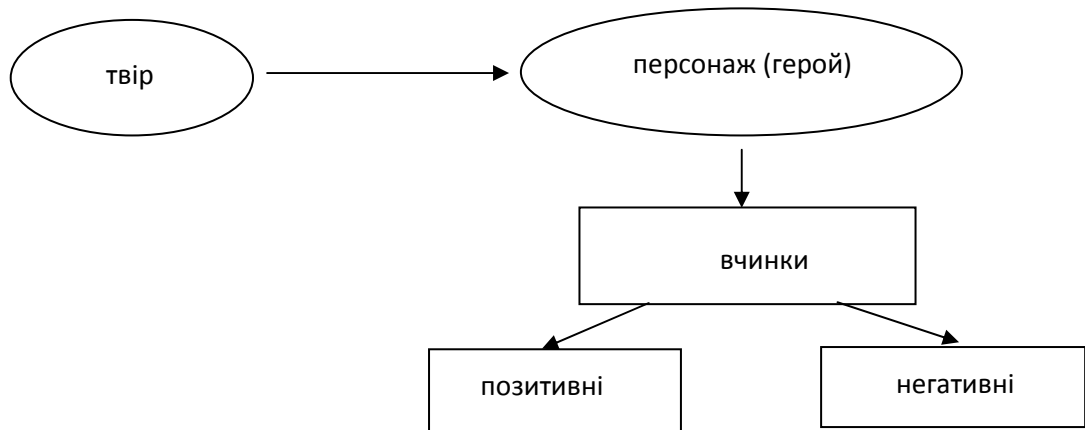 твір
персонаж (герой)
вчинки
позитивні
негативні